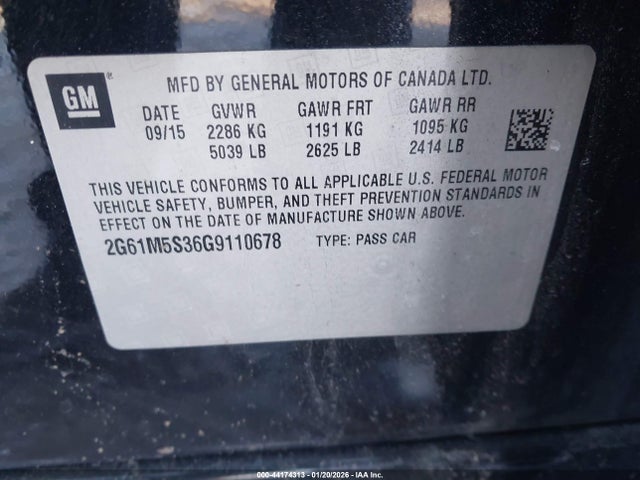 GM ®
MFD BY GENERAL MOTORS OF CANADA LTD.
DATE GVWR GAWR FRT GAWR RR
09/15 2286 KG 1191 KG 1095 KG
5039 LB 2625 LB 2414 LB
THIS VEHICLE CONFORMS TO ALL APPLICABLE U.S. FEDERAL MOTOR
VEHICLE SAFETY, BUMPER, AND THEFT PREVENTION STANDARDS IN
EFFECT ON THE DATE OF MANUFACTURE SHOWN ABOVE.
2G61M5S36G9110678 TYPE: PASS CAR
000-44174313 - 01/20/2026 - IAA Inc.